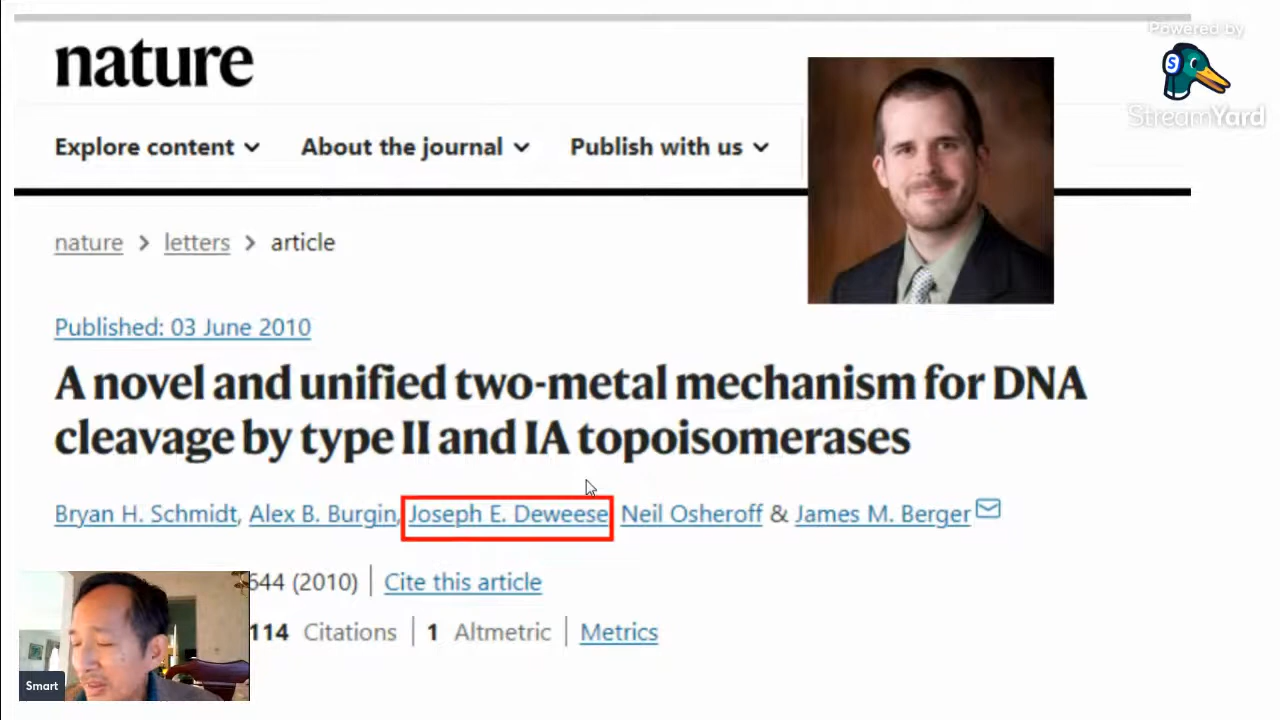 Powered by
StreamYard
nature
Explore content About the journal Publish with us
nature > letters > article
Published: 03 June 2010
A novel and unified two-metal mechanism for DNA
cleavage by type II and IA topoisomerases
Bryan H. Schmidt, Alex B. Burgin, Joseph E. Deweese, Neil Osheroff & James M. Berger
644 (2010) | Cite this article
114 Citations | 1 Altmetric | Metrics
Smart